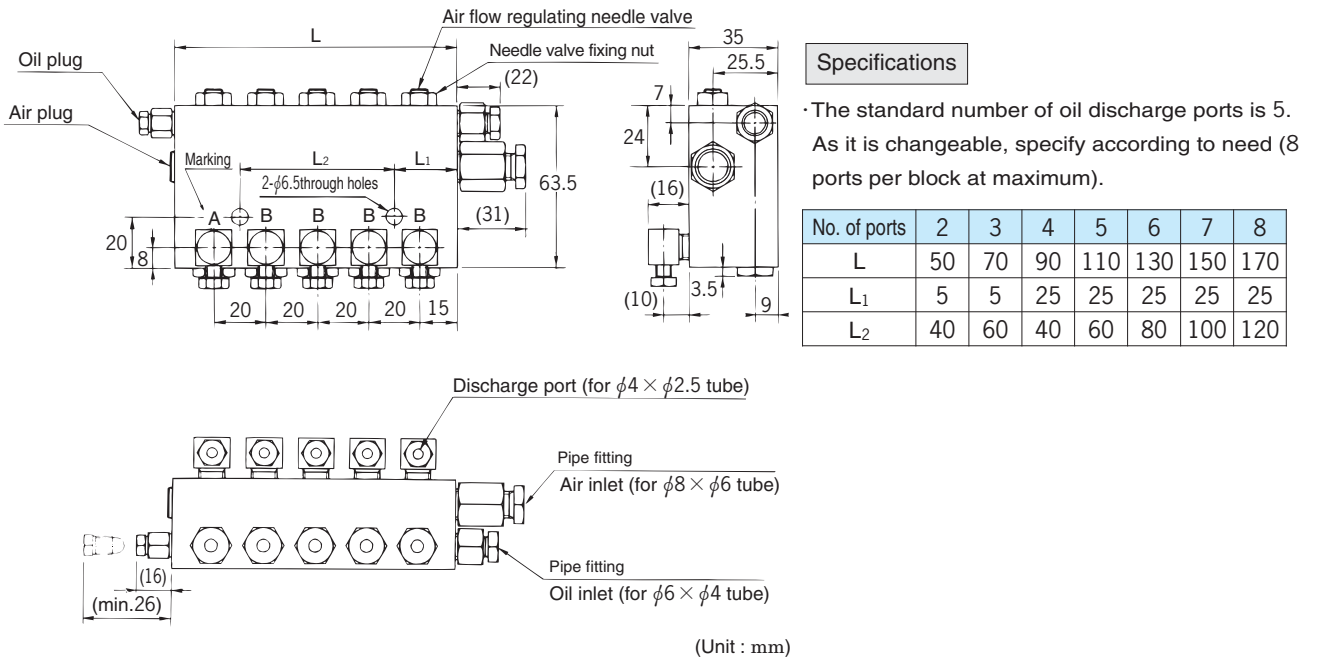 Air flow regulating needle valve
L
Needle valve fixing nut
(22)
Oil plug
Air plug
Marking
L2
L1
2-ϕ6.5through holes
63.5
A B B B B
(31)
20
8
20 20 20 20 15
35
25.5
7
24
(16)
(10)
3.5
9
Specifications
·The standard number of oil discharge ports is 5.
As it is changeable, specify according to need (8
ports per block at maximum).
No. of ports 2 3 4 5 6 7 8
L 50 70 90 110 130 150 170
L1 5 5 25 25 25 25 25
L2 40 60 40 60 80 100 120
Discharge port (for ϕ4×ϕ2.5 tube)
Pipe fitting
Air inlet (for ϕ8×ϕ6 tube)
(16)
(min.26)
Pipe fitting
Oil inlet (for ϕ6×ϕ4 tube)
(Unit : mm)